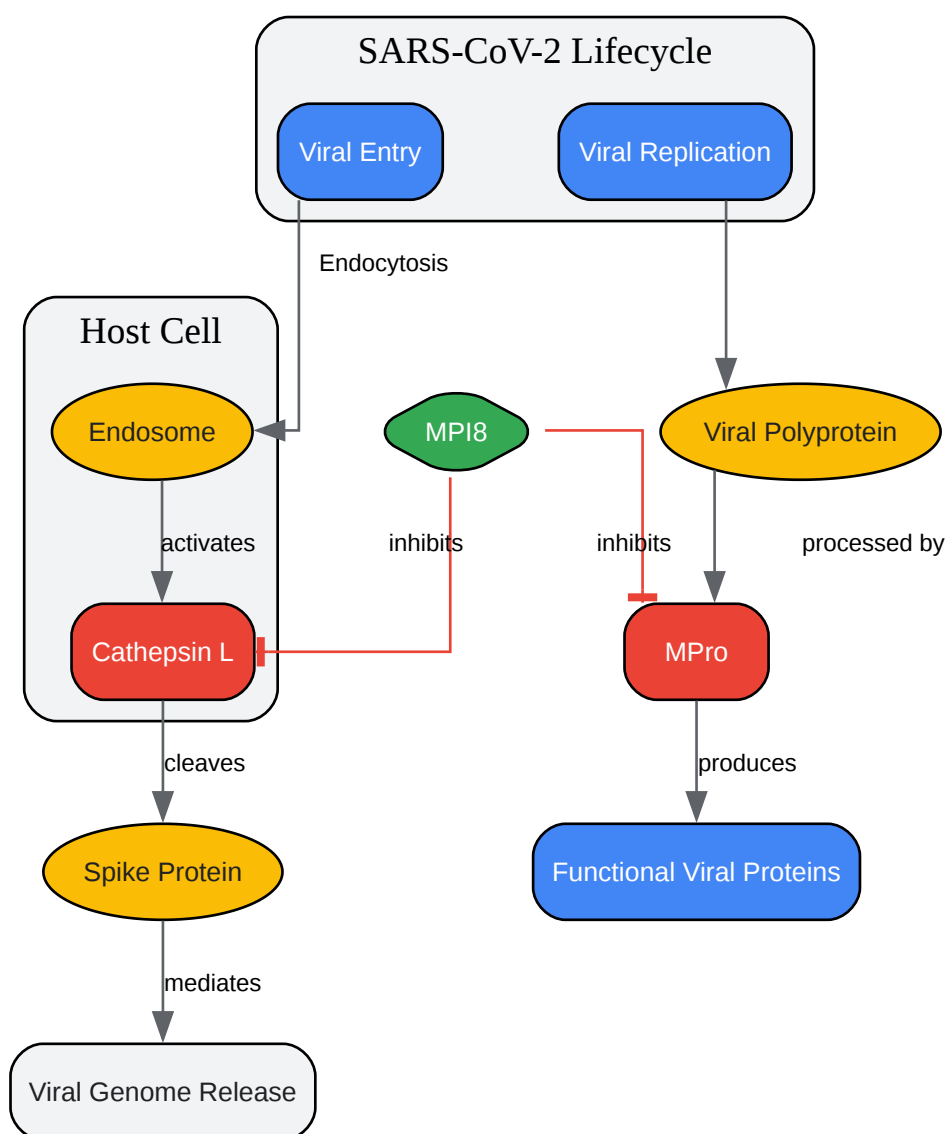 SARS-CoV-2 Lifecycle
Viral Entry
Viral Replication
Endocytosis
Host Cell
Endosome
MPI8
Viral Polyprotein
activates
inhibits
inhibits
processed by
Cathepsin L
MPro
cleaves
produces
Spike Protein
Functional Viral Proteins
mediates
Viral Genome Release